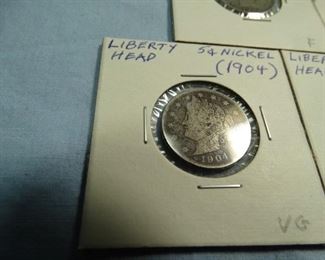 F
LIBERTY 5¢ NICKEL
HEAD (1904)
LIBE
HEA
1904
VG